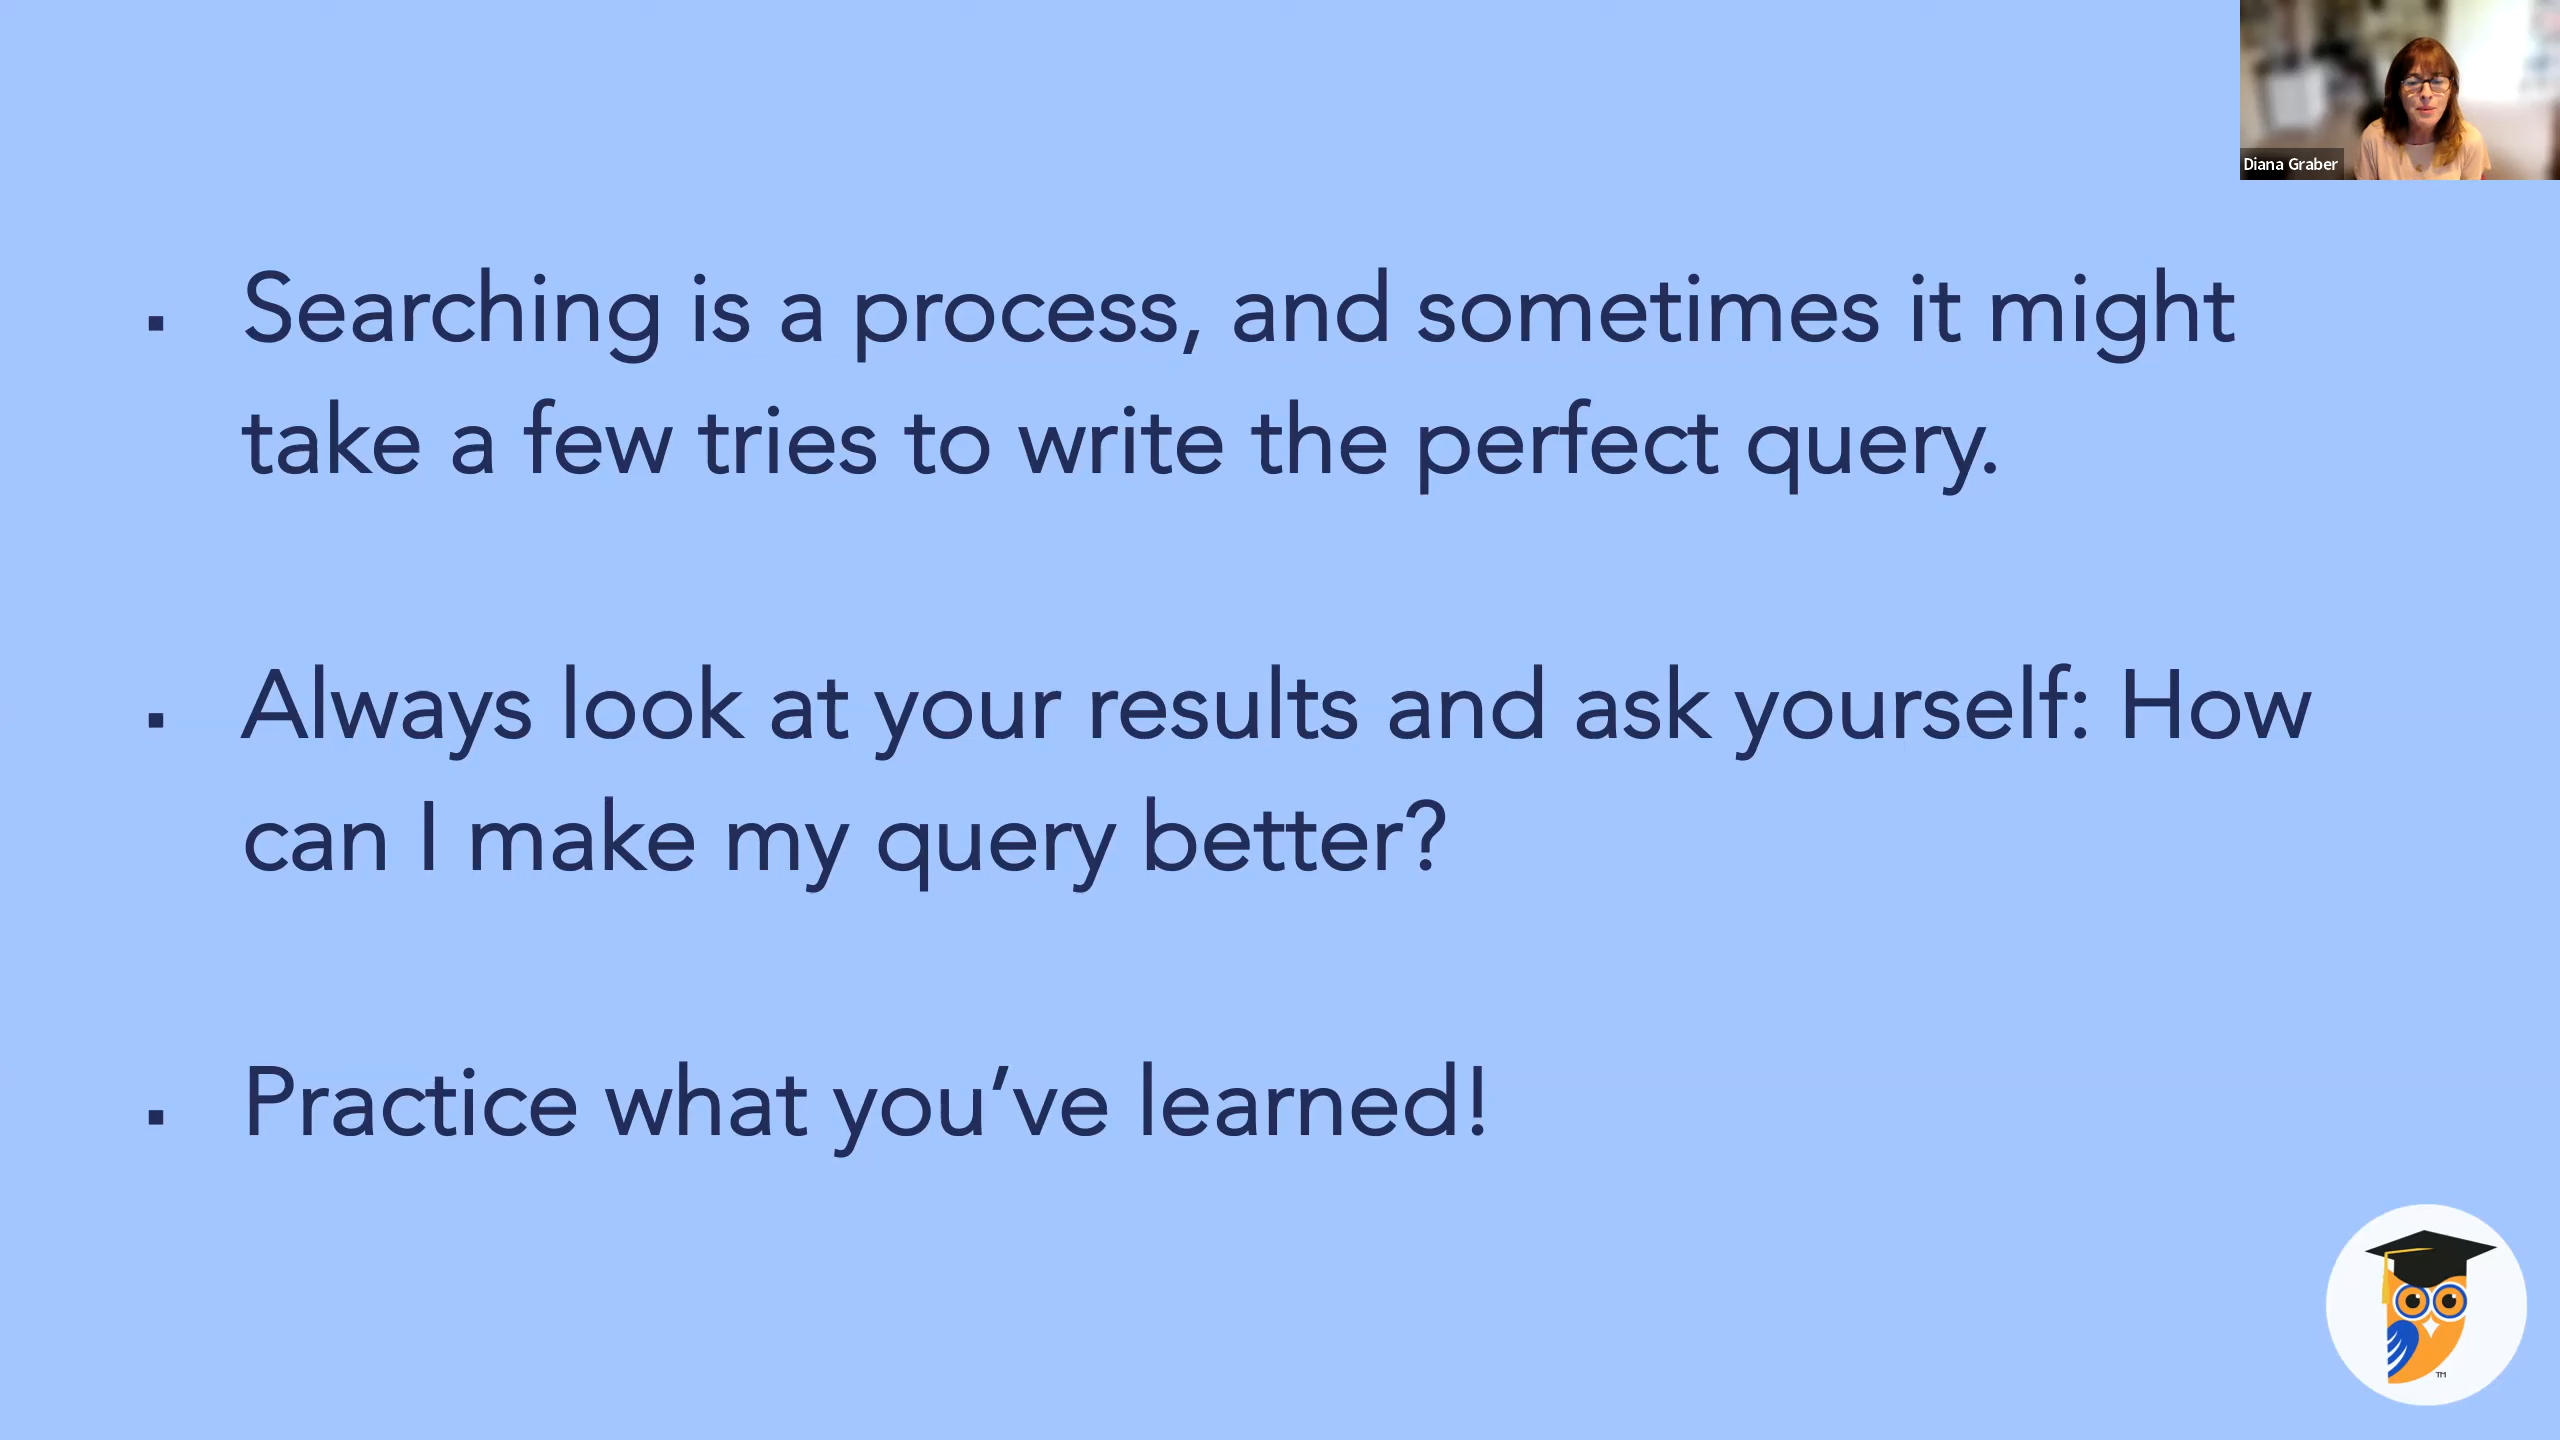 Diana Graber
▪ Searching is a process, and sometimes it might
take a few tries to write the perfect query.
▪ Always look at your results and ask yourself: How
can I make my query better?
▪ Practice what you’ve learned!
TM